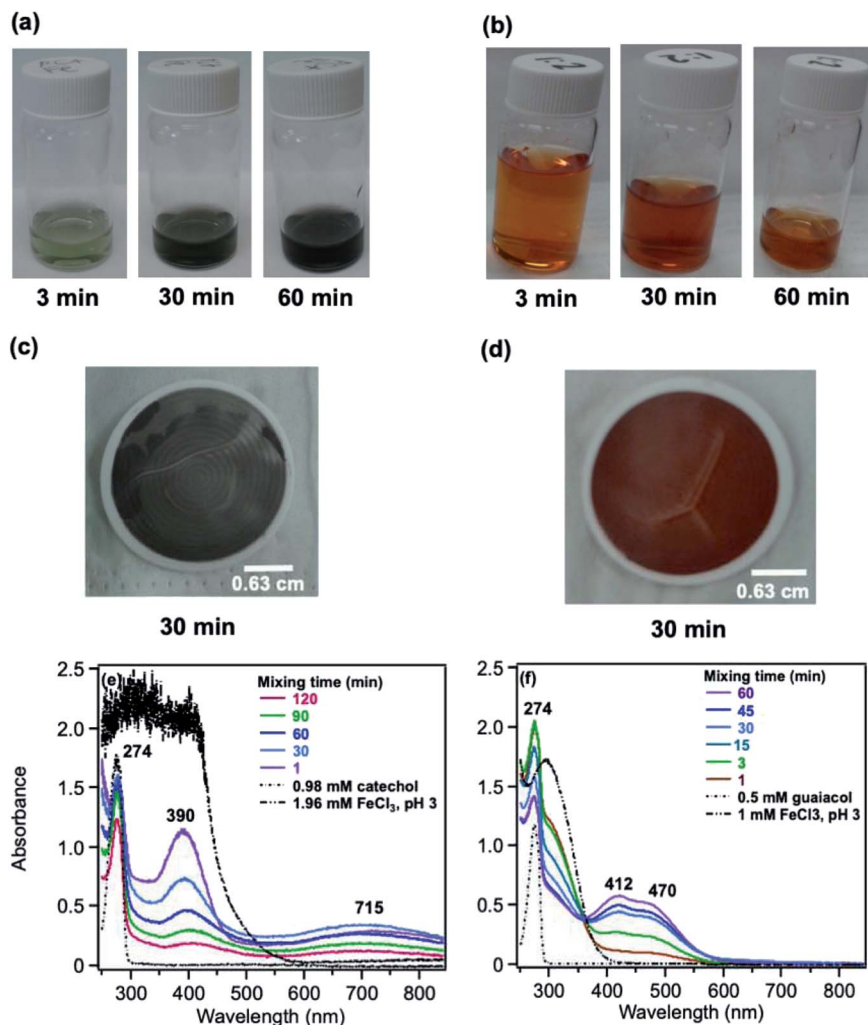 (a)
(b)
3 min
30 min
60 min
3 min
30 min
60 min
(c)
(d)
0.63 cm
0.63 cm
30 min
30 min
(e)
Mixing time (min)
120
90
60
30
1
0.98 mM catechol
1.96 mM FeCl₃, pH 3
274
390
715
2.5
2.0
1.5
1.0
0.5
0
Absorbance
300 400 500 600 700 800
Wavelength (nm)
(f)
Mixing time (min)
60
45
30
15
3
1
0.5 mM guaiacol
1 mM FeCl3, pH 3
274
412
470
2.5
2.0
1.5
1.0
0.5
0
300 400 500 600 700 800
Wavelength (nm)